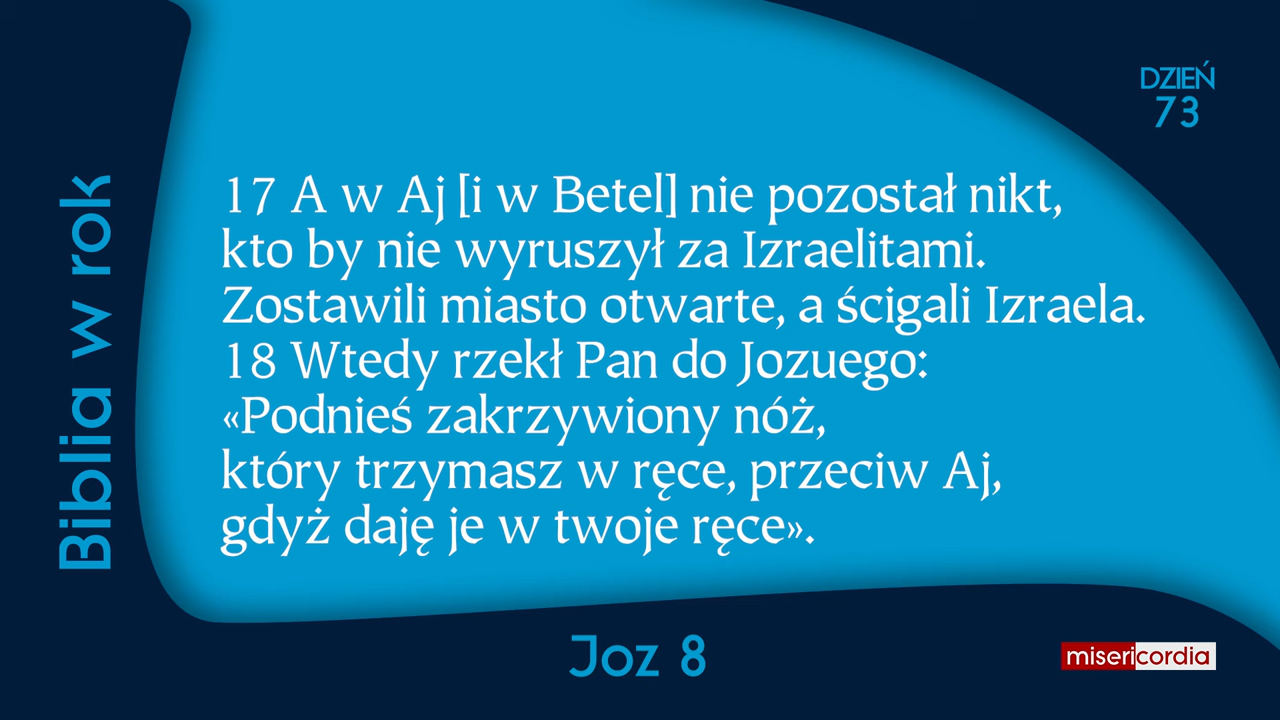 DZIEŃ
73
Biblia w rok
17 A w Aj [i w Betel] nie pozostał nikt,
kto by nie wyruszył za Izraelitami.
Zostawili miasto otwarte, a ścigali Izraela.
18 Wtedy rzekł Pan do Jozuego:
«Podnieś zakrzywiony nóż,
który trzymasz w ręce, przeciw Aj,
gdyż daję je w twoje ręce».
Joz 8
misericordia